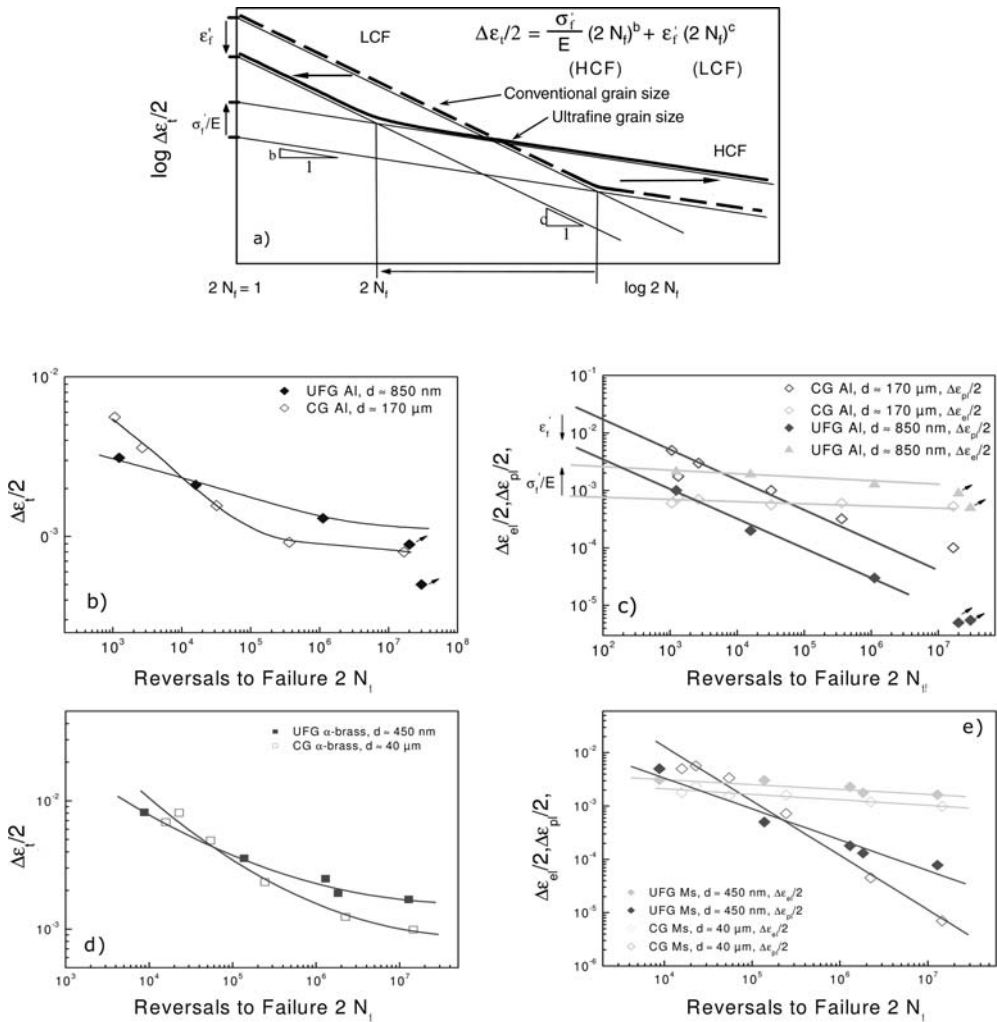 ε'f
σ'f/E
log Δεt/2
LCF
Δεt/2 = σ'f/E (2 Nf)^b + ε'f (2 Nf)^c
(HCF) (LCF)
Conventional grain size
Ultrafine grain size
HCF
b
1
c
1
a)
2 Nf = 1
2 Nf
log 2 Nf
10^-2
10^-3
Δεt/2
UFG Al, d ≈ 850 nm
CG Al, d ≈ 170 µm
b)
10^3 10^4 10^5 10^6 10^7 10^8
Reversals to Failure 2 Nf
10^-1
10^-2
10^-3
10^-4
10^-5
Δεel/2, Δεpl/2,
ε'f
σ'f/E
CG Al, d ≈ 170 µm, Δεpl/2
CG Al, d ≈ 170 µm, Δεel/2
UFG Al, d ≈ 850 nm, Δεpl/2
UFG Al, d ≈ 850 nm, Δεel/2
c)
10^2 10^3 10^4 10^5 10^6 10^7
Reversals to Failure 2 Nf
10^-2
10^-3
Δεt/2
UFG α-brass, d ≈ 450 nm
CG α-brass, d ≈ 40 µm
d)
10^3 10^4 10^5 10^6 10^7
Reversals to Failure 2 Nf
e)
10^-2
10^-3
10^-4
10^-5
10^-6
Δεel/2, Δεpl/2,
UFG Ms, d ≈ 450 nm, Δεel/2
UFG Ms, d ≈ 450 nm, Δεpl/2
CG Ms, d ≈ 40 µm, Δεel/2
CG Ms, d ≈ 40 µm, Δεpl/2
10^4 10^5 10^6 10^7
Reversals to Failure 2 Nf